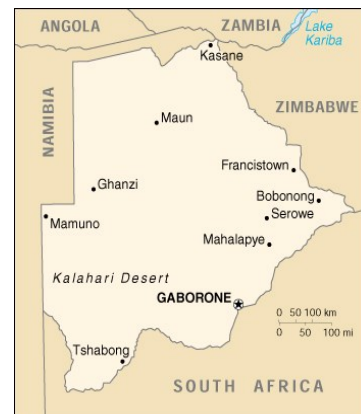 ANGOLA
ZAMBIA
Lake
Kariba
Kasane
ZIMBABWE
NAMIBIA
Maun
Francistown
Ghanzi
Bobonong
Serowe
Mamuno
Mahalapye
Kalahari Desert
GABORONE
0 50 100 km
0 50 100 mi
Tshabong
SOUTH AFRICA